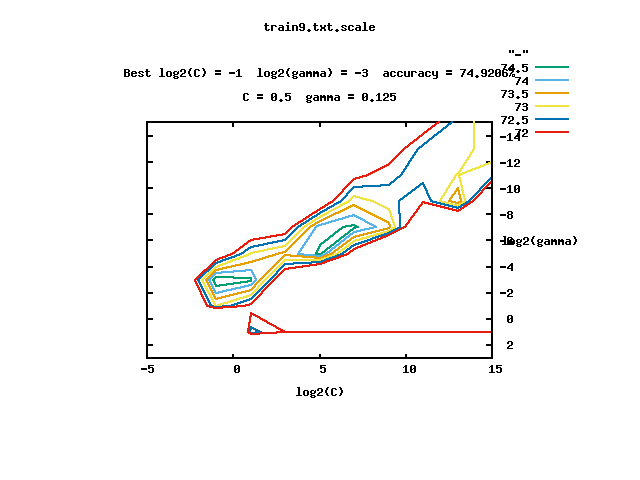 train9.txt.scale
"-"
Best log2(C) = -1  log2(gamma) = -3  accuracy = 74.9206%
74.5
74
C = 0.5  gamma = 0.125
73.5
73
72.5
72
-14
-12
-10
-8
-6
log2(gamma)
-4
-2
0
2
-5 0 5 10 15
log2(C)